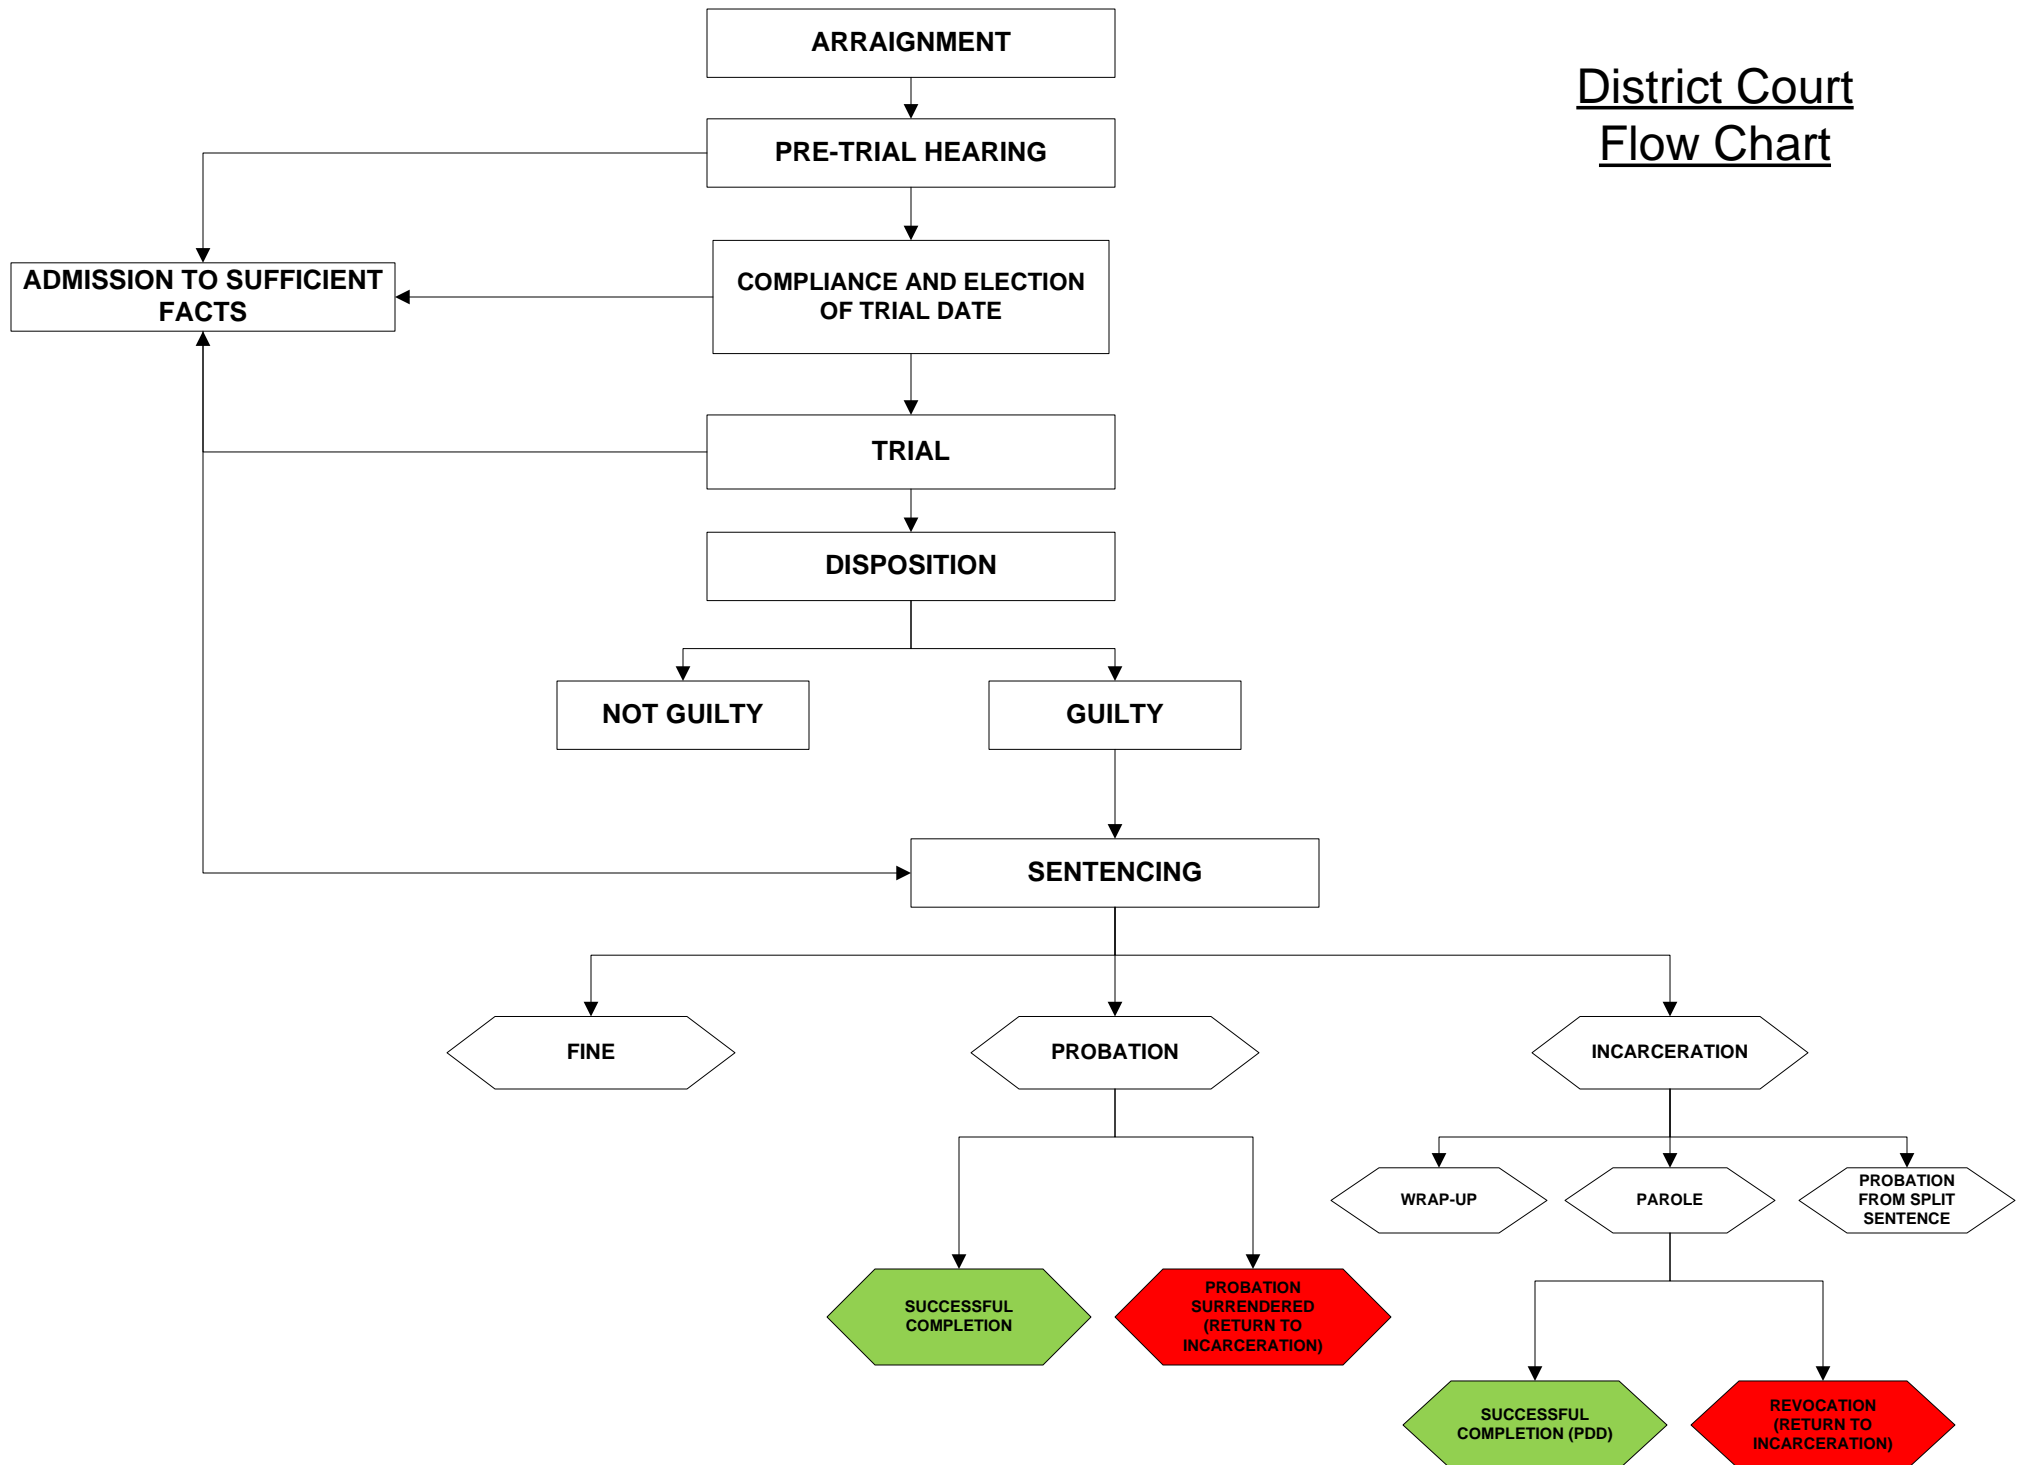 ARRAIGNMENT
District Court
Flow Chart
PRE-TRIAL HEARING
ADMISSION TO SUFFICIENT
FACTS
COMPLIANCE AND ELECTION
OF TRIAL DATE
TRIAL
DISPOSITION
NOT GUILTY
GUILTY
SENTENCING
FINE
PROBATION
INCARCERATION
WRAP-UP
PAROLE
PROBATION
FROM SPLIT
SENTENCE
SUCCESSFUL
COMPLETION
PROBATION
SURRENDERED
(RETURN TO
INCARCERATION)
SUCCESSFUL
COMPLETION (PDD)
REVOCATION
(RETURN TO
INCARCERATION)